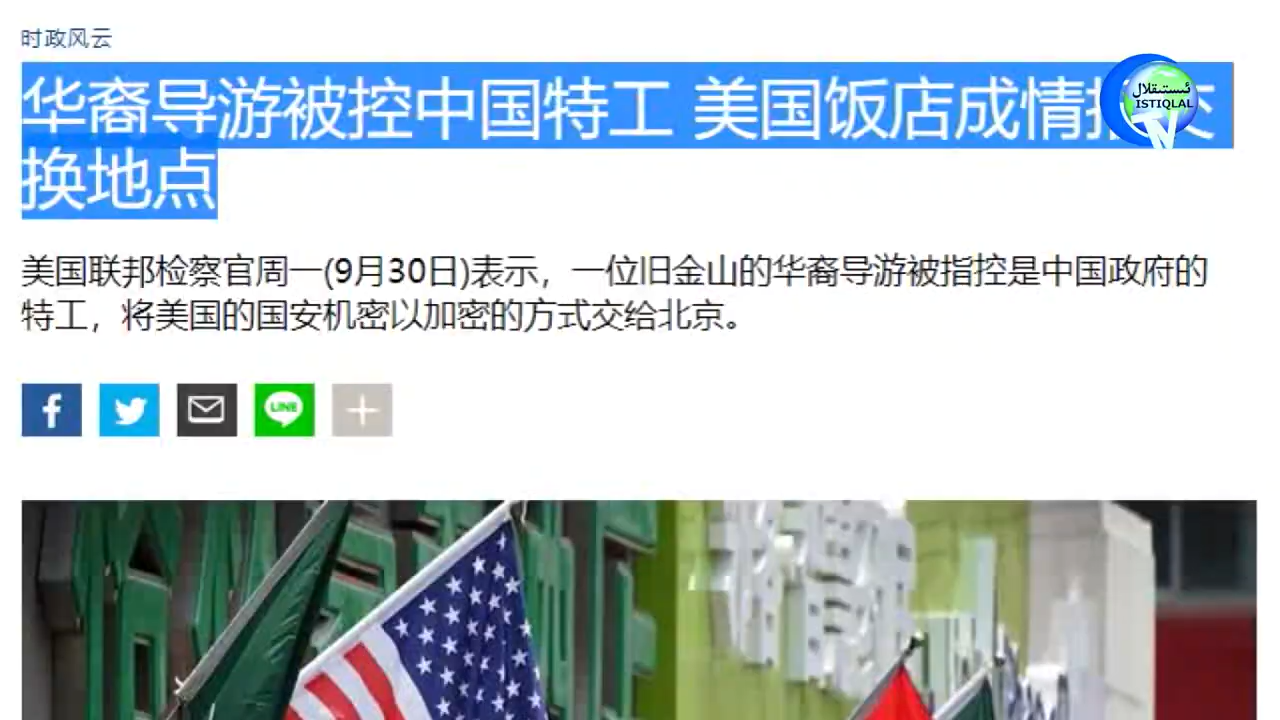 时政风云
华裔导游被控中国特工 美国饭店成情报交
换地点
ئىستىقلال
ISTIQLAL
TV
美国联邦检察官周一(9月30日)表示，一位旧金山的华裔导游被指控是中国政府的
特工，将美国的国安机密以加密的方式交给北京。
LINE